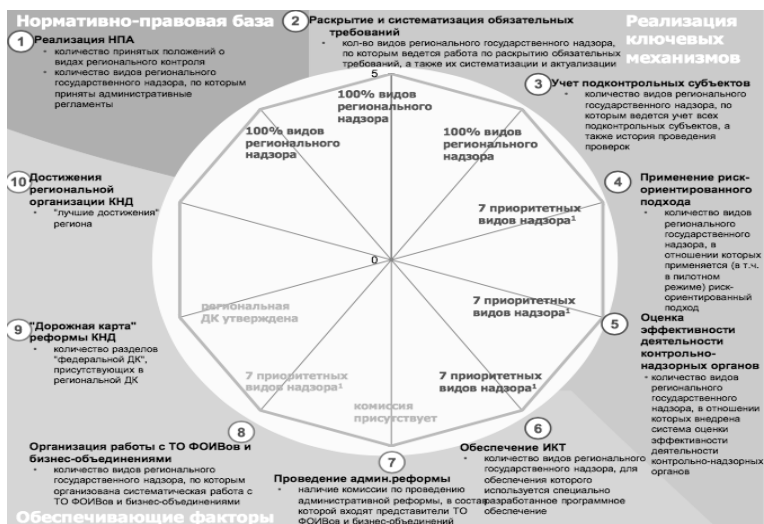 Нормативно-правовая база
1
Реализация НПА
• количество принятых положений о
видах регионального контроля
• количество видов регионального
государственного надзора, по которым
приняты административные
регламенты
2
Раскрытие и систематизация обязательных
требований
• кол-во видов регионального государственного надзора,
по которым ведется работа по раскрытию обязательных
требований, а также их систематизации и актуализации
Реализация
ключевых
механизмов
3
Учет подконтрольных субъектов
• количество видов регионального
государственного надзора, по
которым ведется учет всех
подконтрольных субъектов, а
также история проведения
проверок
4
Применение риск-
ориентированного
подхода
• количество видов
регионального
государственного
надзора, в
отношении которых
применяется (в т.ч.
в пилотном
режиме) риск-
ориентированный
подход
5
Оценка
эффективности
деятельности
контрольно-
надзорных органов
• количество видов
регионального
государственного
надзора, в отношении
которых внедрена
система оценки
эффективности
деятельности
контрольно-надзорных
органов
6
Обеспечение ИКТ
• количество видов регионального
государственного надзора, для
обеспечения которого
используется специально
разработанное программное
обеспечение
7
Проведение админ.реформы
• наличие комиссии по проведению
административной реформы, в состав
которой входят представители ТО
ФОИВов и бизнес-объединений
8
Организация работы с ТО ФОИВов и
бизнес-объединениями
• количество видов регионального
государственного надзора, по которым
организована систематическая работа с
ТО ФОИВов и бизнес-объединениями
Обеспечивающие факторы
9
"Дорожная карта"
реформы КНД
• количество разделов
"федеральной ДК",
присутствующих в
региональной ДК
10
Достижения
региональной
организации КНД
• "лучшие достижения"
региона
5
0
100% видов
регионального
надзора
100% видов
регионального
надзора
100% видов
регионального
надзора
7 приоритетных
видов надзора¹
7 приоритетных
видов надзора¹
7 приоритетных
видов надзора¹
комиссия
присутствует
7 приоритетных
видов надзора¹
региональная
ДК утверждена